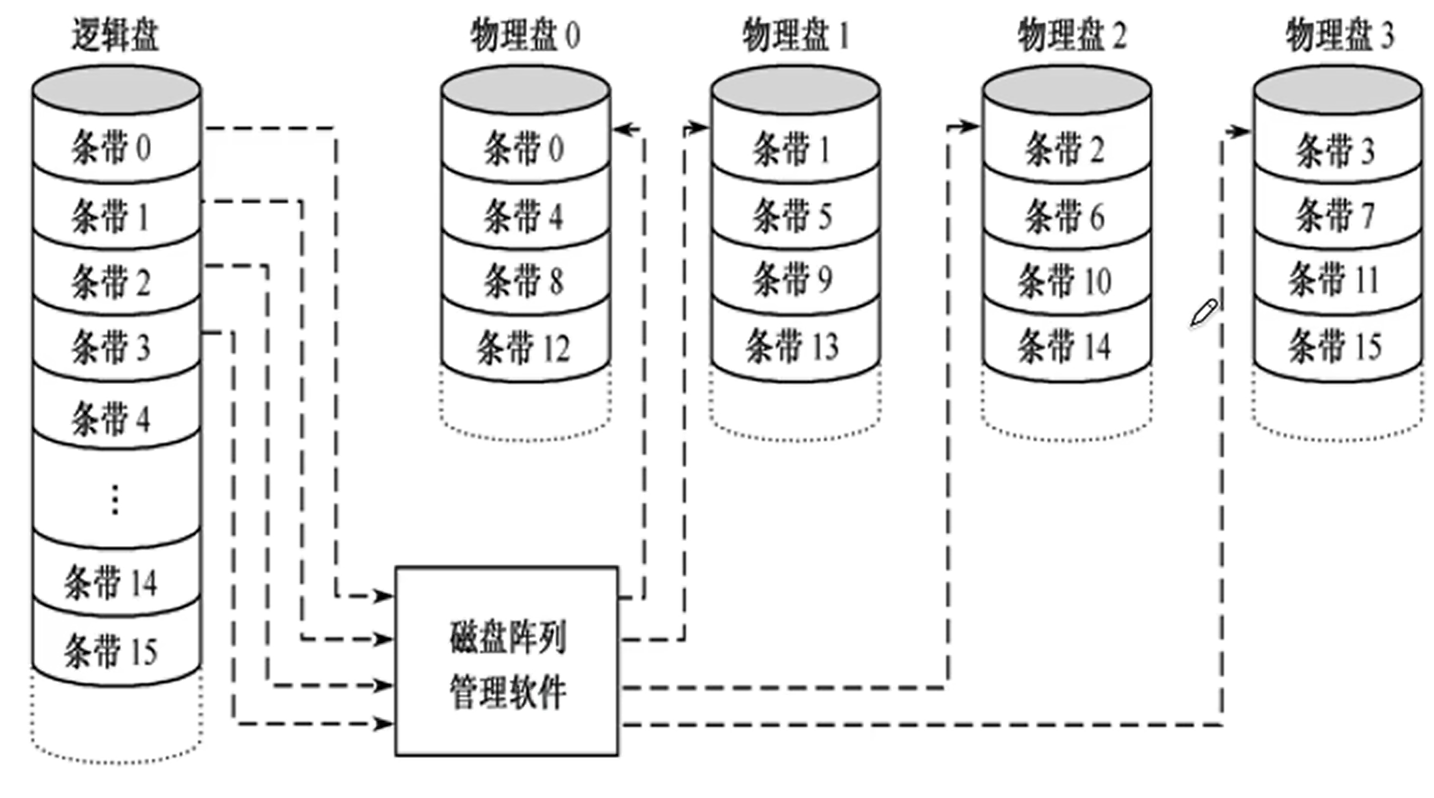 逻辑盘
物理盘 0
物理盘 1
物理盘 2
物理盘 3
条带 0
条带 1
条带 2
条带 3
条带 4
⋮
条带 14
条带 15
条带 0
条带 4
条带 8
条带 12
条带 1
条带 5
条带 9
条带 13
条带 2
条带 6
条带 10
条带 14
条带 3
条带 7
条带 11
条带 15
磁盘阵列
管理软件